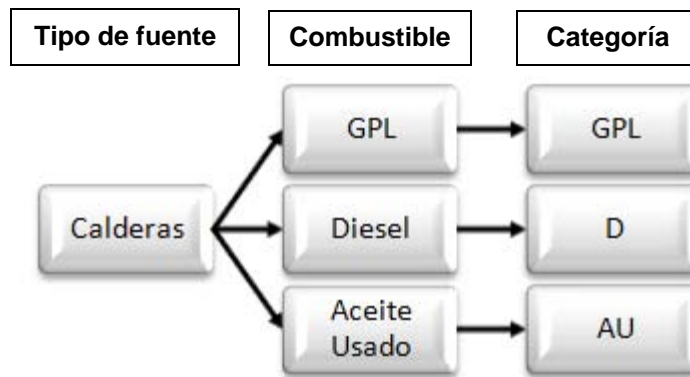 Tipo de fuente
Combustible
Categoría
GPL
GPL
Calderas
Diesel
D
Aceite
Usado
AU